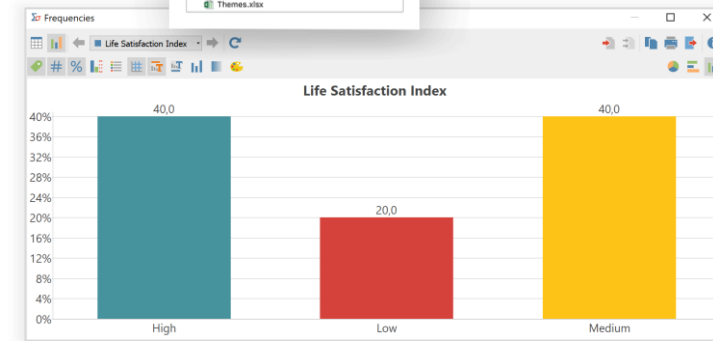 Themes.xlsx
Frequencies
Life Satisfaction Index
Life Satisfaction Index
40,0
40,0
20,0
40%
36%
32%
28%
24%
20%
16%
12%
8%
4%
0%
High
Low
Medium